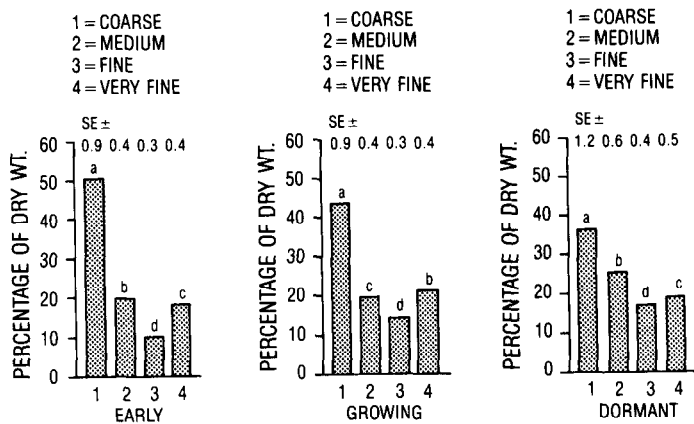 1 = COARSE
2 = MEDIUM
3 = FINE
4 = VERY FINE
SE ±
0.9 0.4 0.3 0.4
PERCENTAGE OF DRY WT.
60
50
40
30
20
10
0
a
b
d
c
1 2 3 4
EARLY
1 = COARSE
2 = MEDIUM
3 = FINE
4 = VERY FINE
SE ±
0.9 0.4 0.3 0.4
PERCENTAGE OF DRY WT.
60
50
40
30
20
10
0
a
c
d
b
1 2 3 4
GROWING
1 = COARSE
2 = MEDIUM
3 = FINE
4 = VERY FINE
SE ±
1.2 0.6 0.4 0.5
PERCENTAGE OF DRY WT.
60
50
40
30
20
10
0
a
b
d
c
1 2 3 4
DORMANT